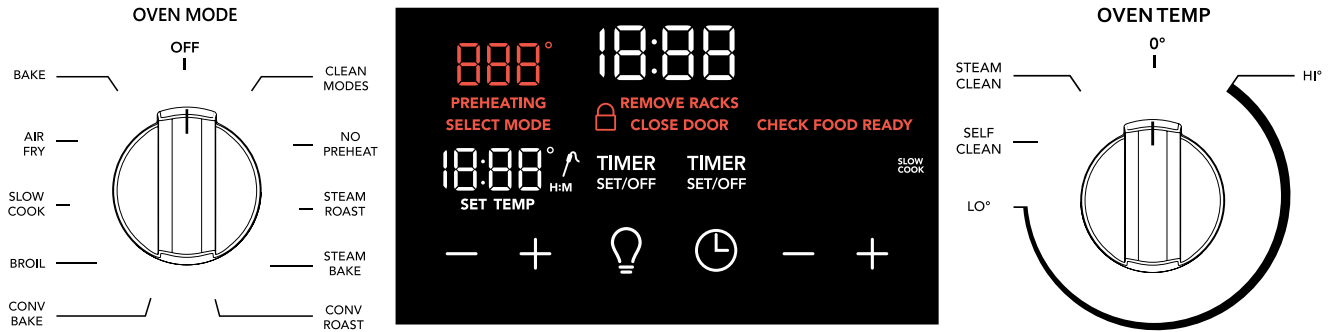 OVEN MODE
OFF
BAKE
CLEAN
MODES
AIR
FRY
NO
PREHEAT
SLOW
COOK
STEAM
ROAST
BROIL
STEAM
BAKE
CONV
BAKE
CONV
ROAST
888°
18:88
PREHEATING
REMOVE RACKS
SELECT MODE
CLOSE DOOR
CHECK FOOD READY
18:88°
H:M
SET TEMP
TIMER
SET/OFF
TIMER
SET/OFF
SLOW
COOK
− +
− +
OVEN TEMP
0°
STEAM
CLEAN
HI°
SELF
CLEAN
LO°